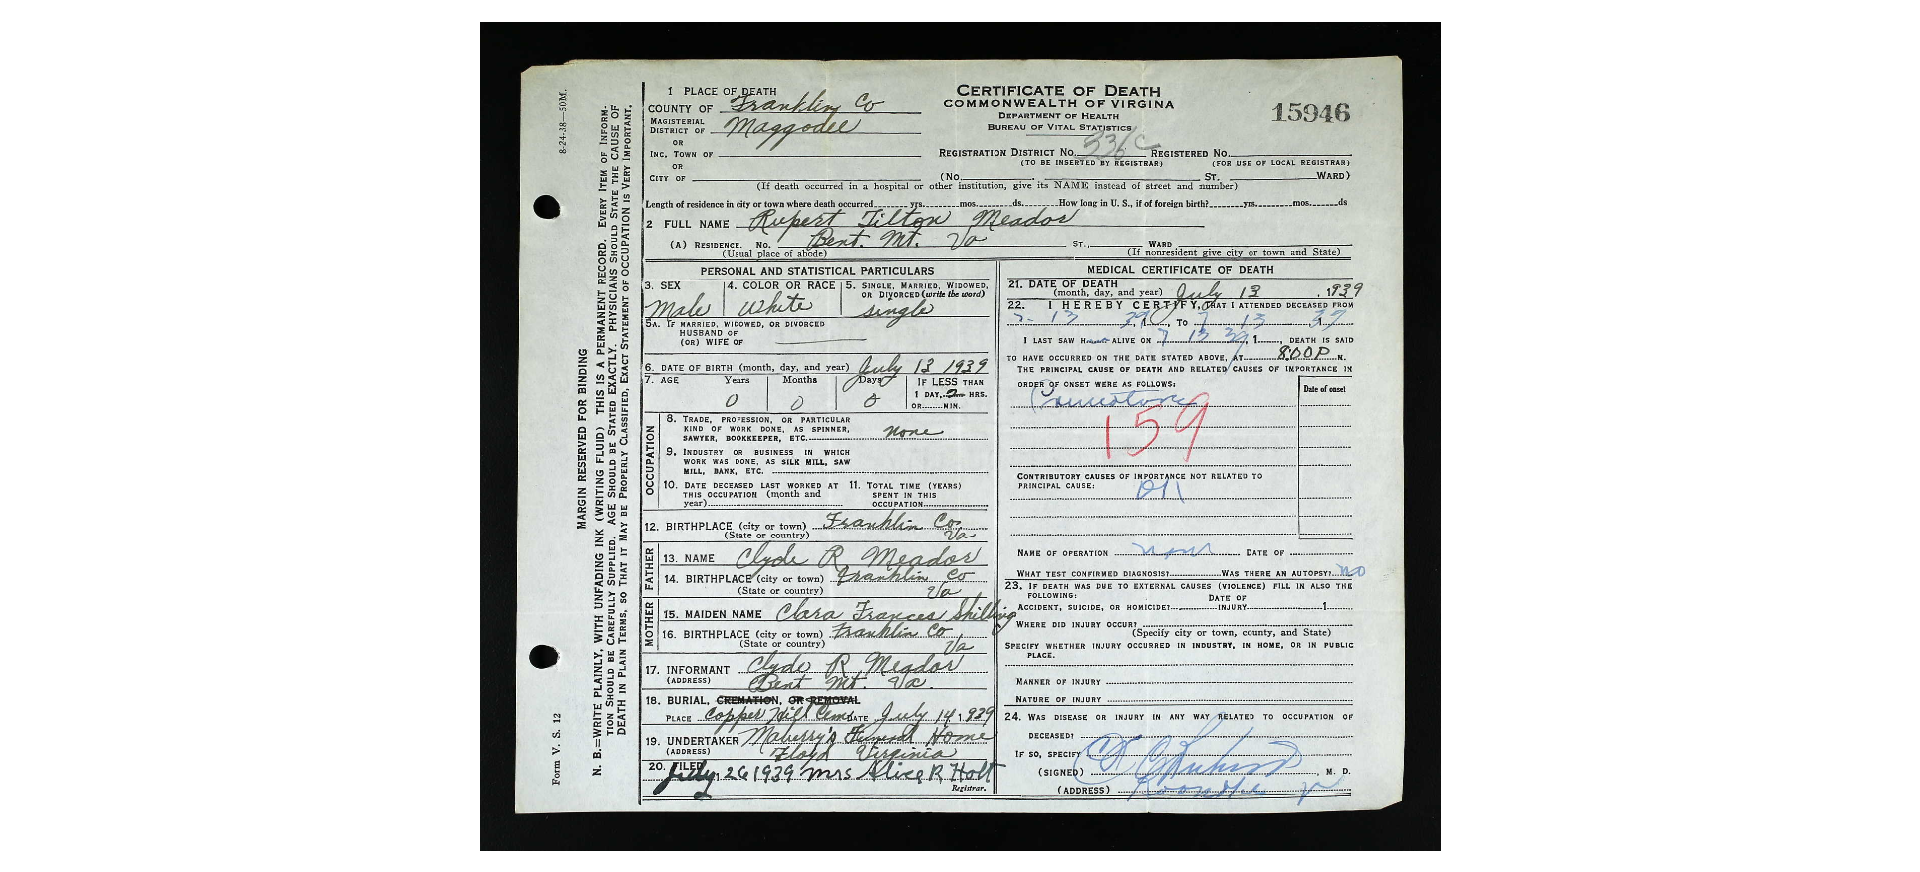 8-24-38—50M.
MARGIN RESERVED FOR BINDING
N. B.—WRITE PLAINLY, WITH UNFADING INK (WRITING FLUID) THIS IS A PERMANENT RECORD. EVERY ITEM OF INFORM-
TION SHOULD BE CAREFULLY SUPPLIED. AGE SHOULD BE STATED EXACTLY. PHYSICIANS SHOULD STATE THE CAUSE OF
DEATH IN PLAIN TERMS, SO THAT IT MAY BE PROPERLY CLASSIFIED, EXACT STATEMENT OF OCCUPATION IS VERY IMPORTANT.
Form V. S. 12
1 PLACE OF DEATH
COUNTY OF Franklin Co
MAGISTERIAL
DISTRICT OF Maggodee
OR
INC. TOWN OF
OR
CITY OF
CERTIFICATE OF DEATH
COMMONWEALTH OF VIRGINA
DEPARTMENT OF HEALTH
BUREAU OF VITAL STATISTICS
15946
REGISTRATION DISTRICT NO. 336c REGISTERED NO.
(TO BE INSERTED BY REGISTRAR) (FOR USE OF LOCAL REGISTRAR)
(NO. ST. WARD)
(If death occurred in a hospital or other institution, give its NAME instead of street and number)
Length of residence in city or town where death occurred yrs. mos. ds. How long in U. S., if of foreign birth? yrs. mos. ds
2 FULL NAME Rupert Tilton Meador
(A) RESIDENCE. NO. Bent. Mt. Va ST., WARD
(Usual place of abode) (If nonresident give city or town and State)
PERSONAL AND STATISTICAL PARTICULARS
3. SEX Male
4. COLOR OR RACE White
5. SINGLE, MARRIED, WIDOWED,
OR DIVORCED (write the word)
single
5A. IF MARRIED, WIDOWED, OR DIVORCED
HUSBAND OF
(OR) WIFE OF
6. DATE OF BIRTH (month, day, and year) July 13 1939
7. AGE Years Months Days IF LESS THAN
0 0 0 1 DAY, 2 HRS.
OR MIN.
OCCUPATION
8. TRADE, PROFESSION, OR PARTICULAR
KIND OF WORK DONE, AS SPINNER,
SAWYER, BOOKKEEPER, ETC. none
9. INDUSTRY OR BUSINESS IN WHICH
WORK WAS DONE, AS SILK MILL, SAW
MILL, BANK, ETC.
10. DATE DECEASED LAST WORKED AT
THIS OCCUPATION (month and
year)
11. TOTAL TIME (YEARS)
SPENT IN THIS
OCCUPATION
12. BIRTHPLACE (city or town) Franklin Co.
(State or country) Va
FATHER
13. NAME Clyde R Meador
14. BIRTHPLACE (city or town) Franklin Co
(State or country) Va
MOTHER
15. MAIDEN NAME Clara Frances Shilling
16. BIRTHPLACE (city or town) Franklin Co
(State or country) Va
17. INFORMANT Clyde R Meador
(ADDRESS) Bent Mt. Va.
18. BURIAL, CREMATION, OR REMOVAL
PLACE Copper Hill Cem DATE July 14 1939
19. UNDERTAKER Maberry's Funeral Home
(ADDRESS) Floyd Virginia
20. FILED July 26 1939 Mrs Alice R Holt
Registrar.
MEDICAL CERTIFICATE OF DEATH
21. DATE OF DEATH
(month, day, and year) July 13, 1939
22. I HEREBY CERTIFY, THAT I ATTENDED DECEASED FROM
7-13 39, 1 , TO 7 13 39
I LAST SAW H ALIVE ON 7 13 39, 1 , DEATH IS SAID
TO HAVE OCCURRED ON THE DATE STATED ABOVE, AT 8:00 P M.
THE PRINCIPAL CAUSE OF DEATH AND RELATED CAUSES OF IMPORTANCE IN
ORDER OF ONSET WERE AS FOLLOWS: Date of onset
159
CONTRIBUTORY CAUSES OF IMPORTANCE NOT RELATED TO
PRINCIPAL CAUSE:
NAME OF OPERATION none DATE OF
WHAT TEST CONFIRMED DIAGNOSIS? WAS THERE AN AUTOPSY? no
23. IF DEATH WAS DUE TO EXTERNAL CAUSES (VIOLENCE) FILL IN ALSO THE
FOLLOWING: DATE OF
ACCIDENT, SUICIDE, OR HOMICIDE? INJURY 1
WHERE DID INJURY OCCUR?
(Specify city or town, county, and State)
SPECIFY WHETHER INJURY OCCURRED IN INDUSTRY, IN HOME, OR IN PUBLIC
PLACE.
MANNER OF INJURY
NATURE OF INJURY
24. WAS DISEASE OR INJURY IN ANY WAY RELATED TO OCCUPATION OF
DECEASED?
IF SO, SPECIFY
(SIGNED) , M. D.
(ADDRESS)